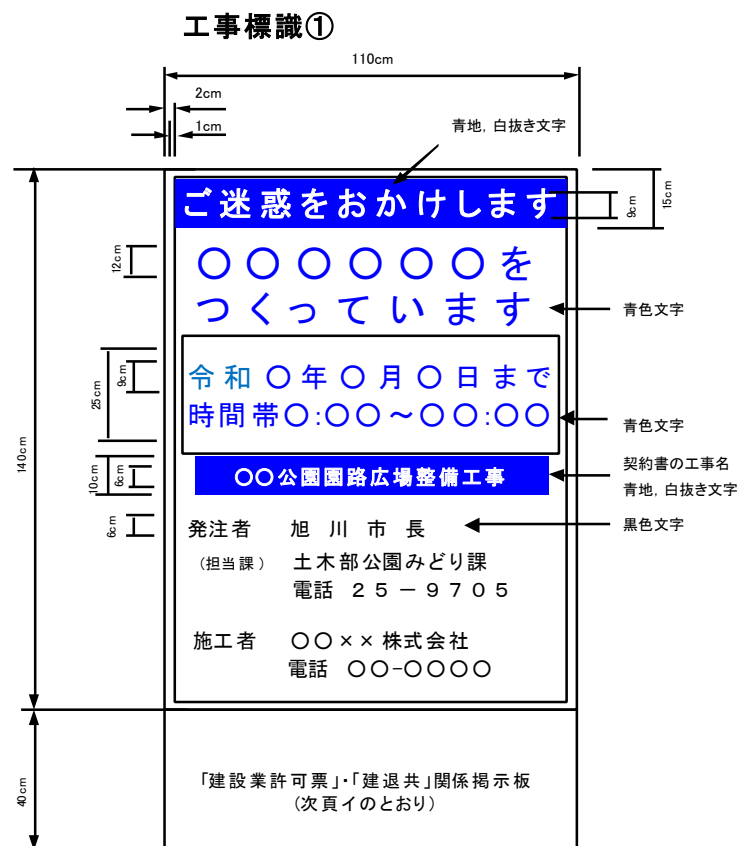 工事標識①
110cm
2cm
1cm
青地，白抜き文字
ご迷惑をおかけします
9cm
15cm
12cm
〇〇〇〇〇〇を
つくっています
青色文字
令和〇年〇月〇日まで
時間帯〇:〇〇～〇〇:〇〇
25cm
9cm
青色文字
140cm
10cm
6cm
〇〇公園園路広場整備工事
契約書の工事名
青地，白抜き文字
6cm
発注者 旭川市長
黒色文字
（担当課） 土木部公園みどり課
電話 ２５－９７０５
施工者 〇〇××株式会社
電話 〇〇-〇〇〇〇
40cm
「建設業許可票」・「建退共」関係掲示板
（次頁イのとおり）